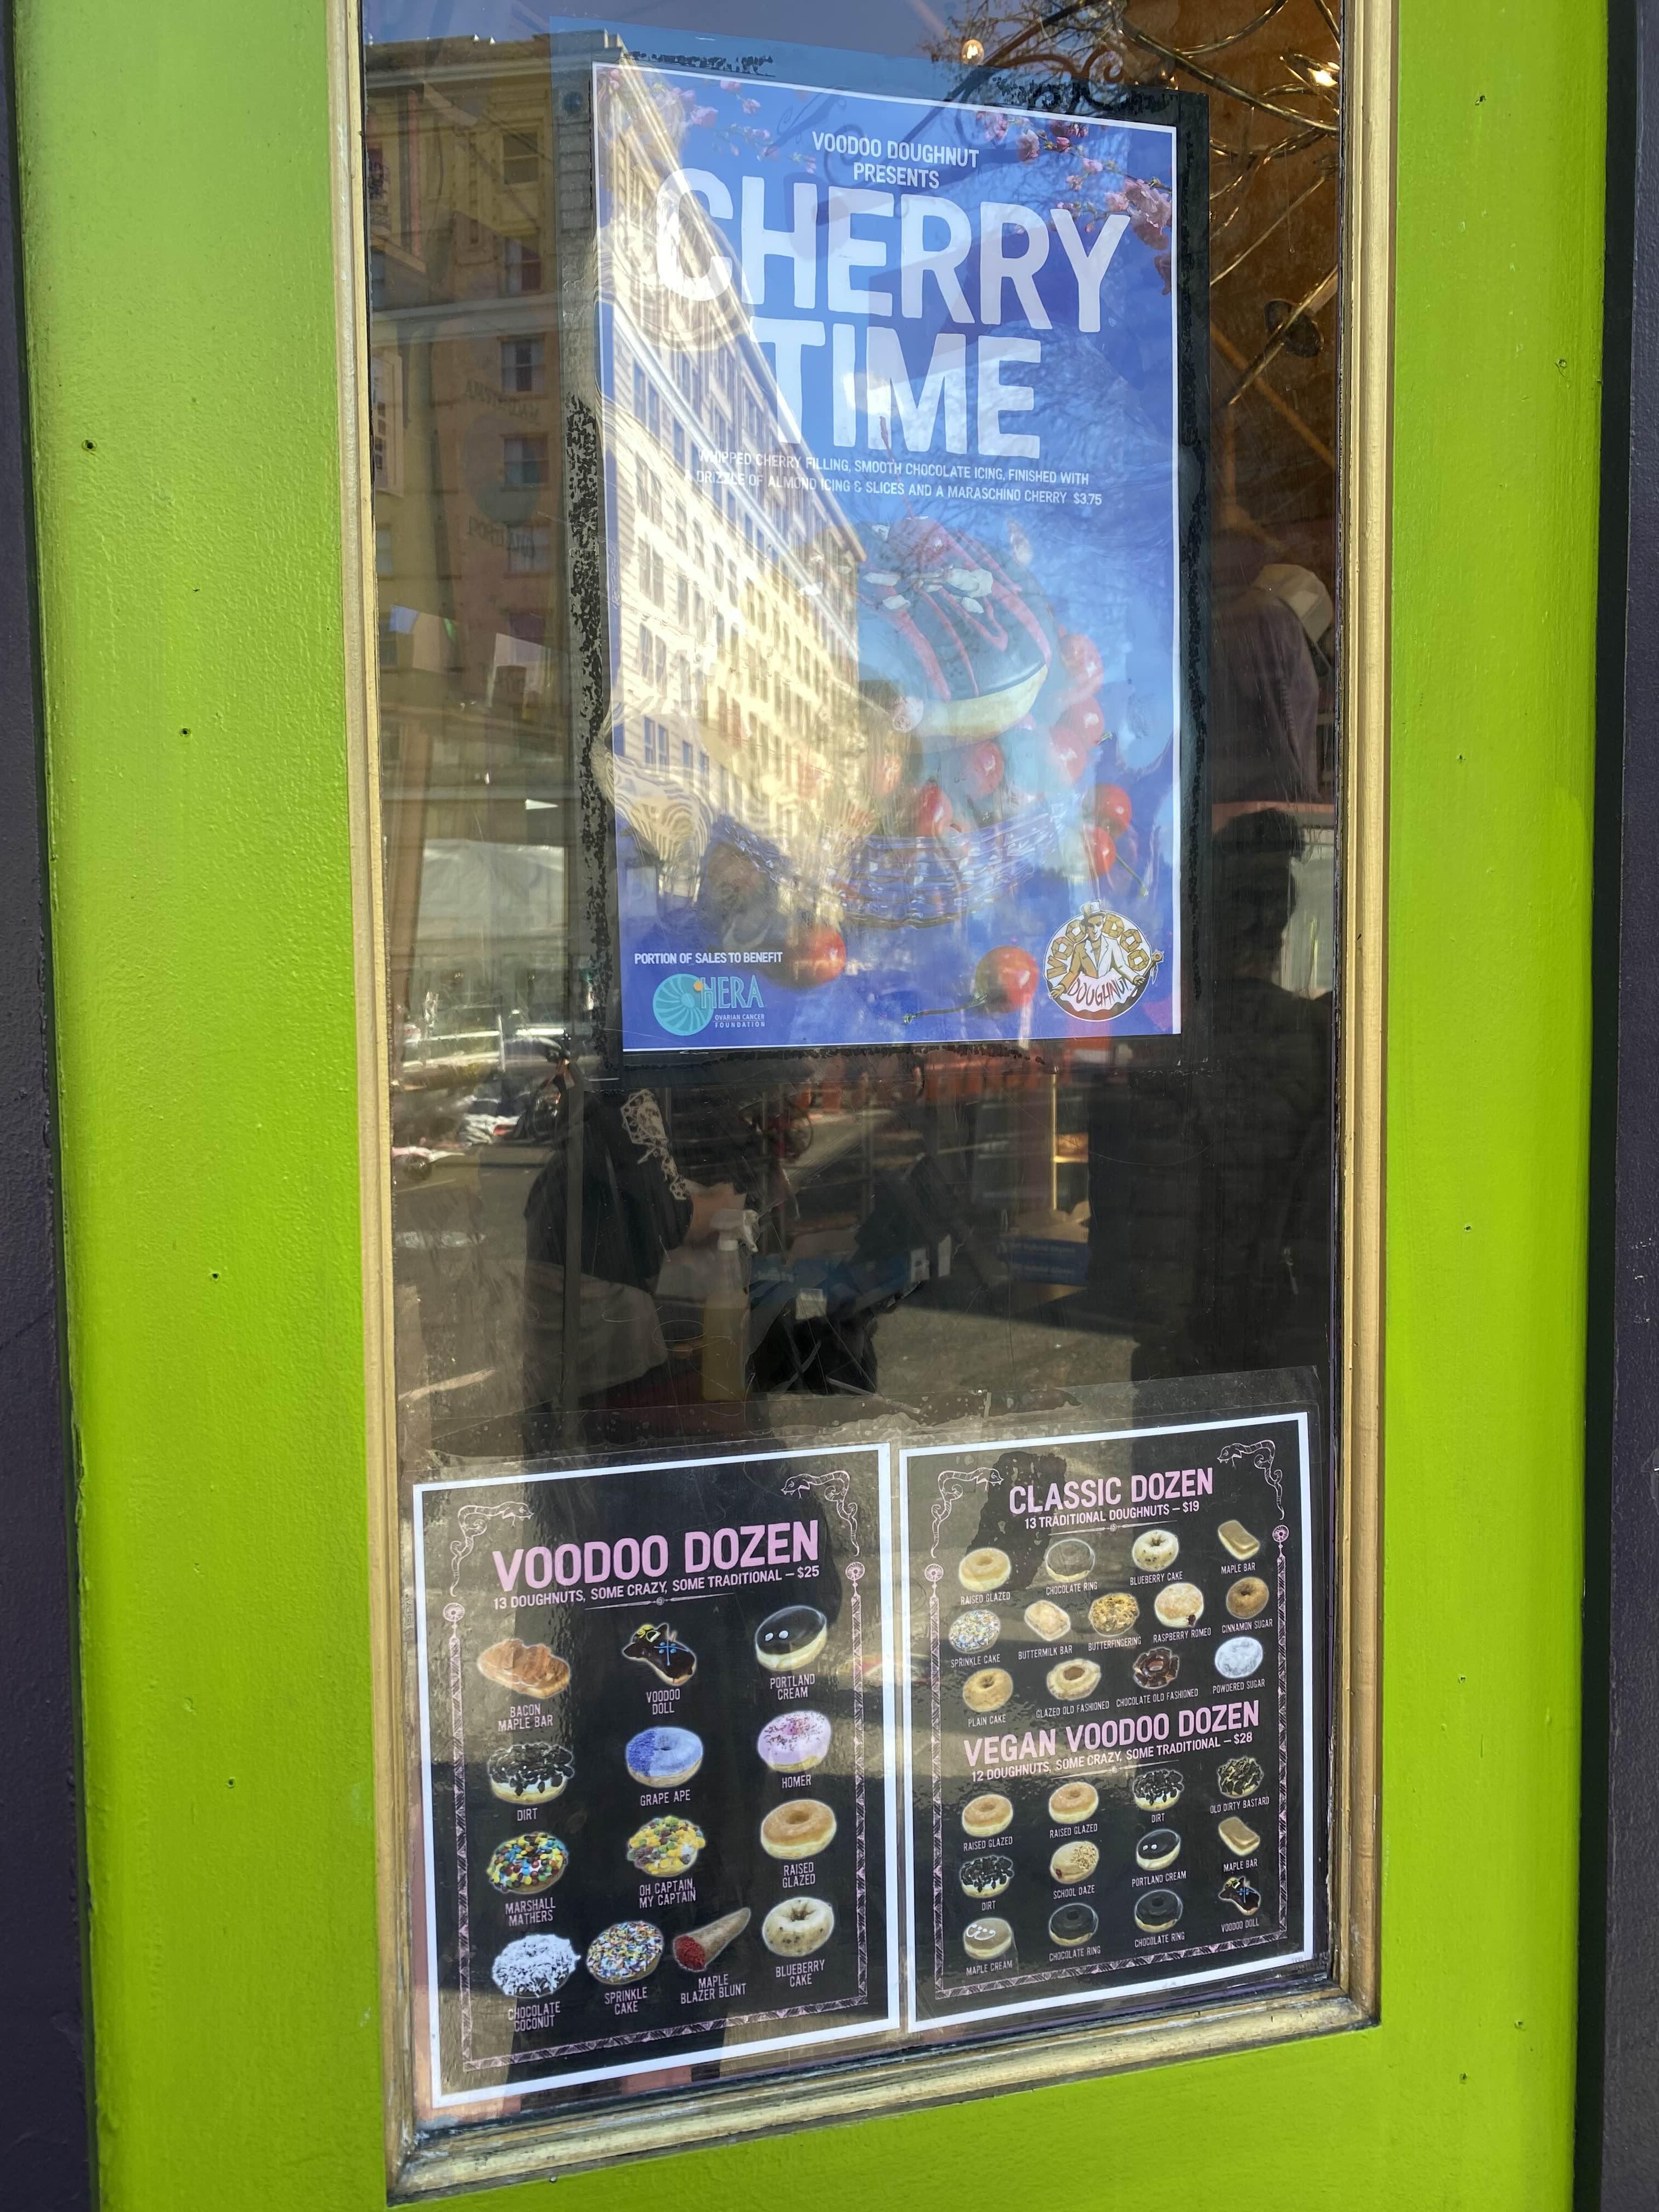 VOODOO DOUGHNUT
PRESENTS
CHERRY
TIME
WHIPPED CHERRY FILLING, SMOOTH CHOCOLATE ICING, FINISHED WITH
A DRIZZLE OF ALMOND ICING & SLICES AND A MARASCHINO CHERRY $3.75
PORTION OF SALES TO BENEFIT
HERA
OVARIAN CANCER
FOUNDATION
VOODOO
DOUGHNUT
VOODOO DOZEN
13 DOUGHNUTS, SOME CRAZY, SOME TRADITIONAL – $25
BACON
MAPLE BAR
VOODOO
DOLL
PORTLAND
CREAM
DIRT
GRAPE APE
HOMER
MARSHALL
MATHERS
OH CAPTAIN,
MY CAPTAIN
RAISED
GLAZED
CHOCOLATE
COCONUT
SPRINKLE
CAKE
MAPLE
BLAZER BLUNT
BLUEBERRY
CAKE
CLASSIC DOZEN
13 TRADITIONAL DOUGHNUTS – $19
RAISED GLAZED
CHOCOLATE RING
BLUEBERRY CAKE
MAPLE BAR
SPRINKLE CAKE
BUTTERMILK BAR
BUTTERFINGERING
RASPBERRY ROMEO
CINNAMON SUGAR
PLAIN CAKE
GLAZED OLD FASHIONED
CHOCOLATE OLD FASHIONED
POWDERED SUGAR
VEGAN VOODOO DOZEN
12 DOUGHNUTS, SOME CRAZY, SOME TRADITIONAL – $28
RAISED GLAZED
RAISED GLAZED
DIRT
OLD DIRTY BASTARD
DIRT
SCHOOL DAZE
PORTLAND CREAM
MAPLE BAR
MAPLE CREAM
CHOCOLATE RING
CHOCOLATE RING
VOODOO DOLL